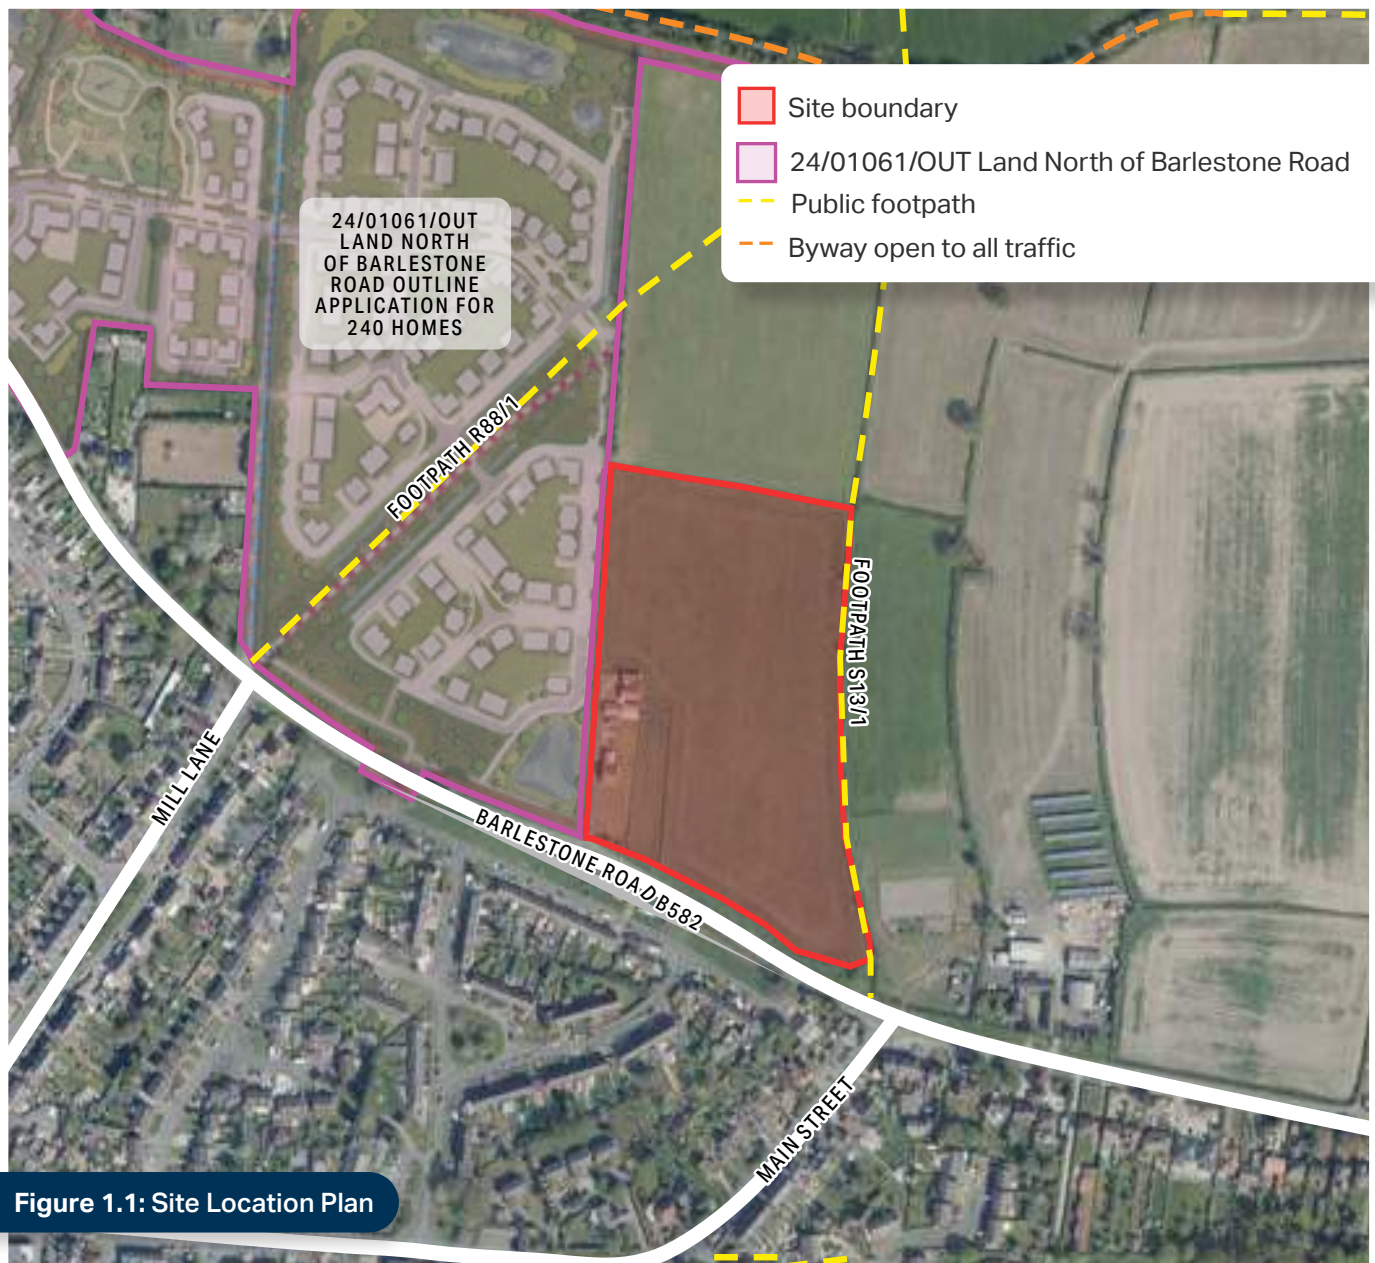 Site boundary
24/01061/OUT Land North of Barlestone Road
Public footpath
Byway open to all traffic
24/01061/OUT
LAND NORTH
OF BARLESTONE
ROAD OUTLINE
APPLICATION FOR
240 HOMES
FOOTPATH R88/1
FOOTPATH S13/1
MILL LANE
BARLESTONE ROAD B582
MAIN STREET
Figure 1.1: Site Location Plan